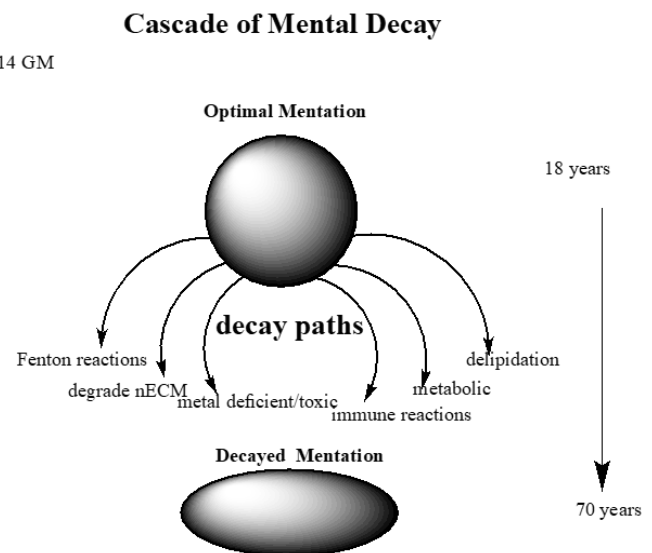 Cascade of Mental Decay
14 GM
Optimal Mentation
18 years
decay paths
Fenton reactions
delipidation
degrade nECM
metabolic
metal deficient/toxic
immune reactions
Decayed Mentation
70 years